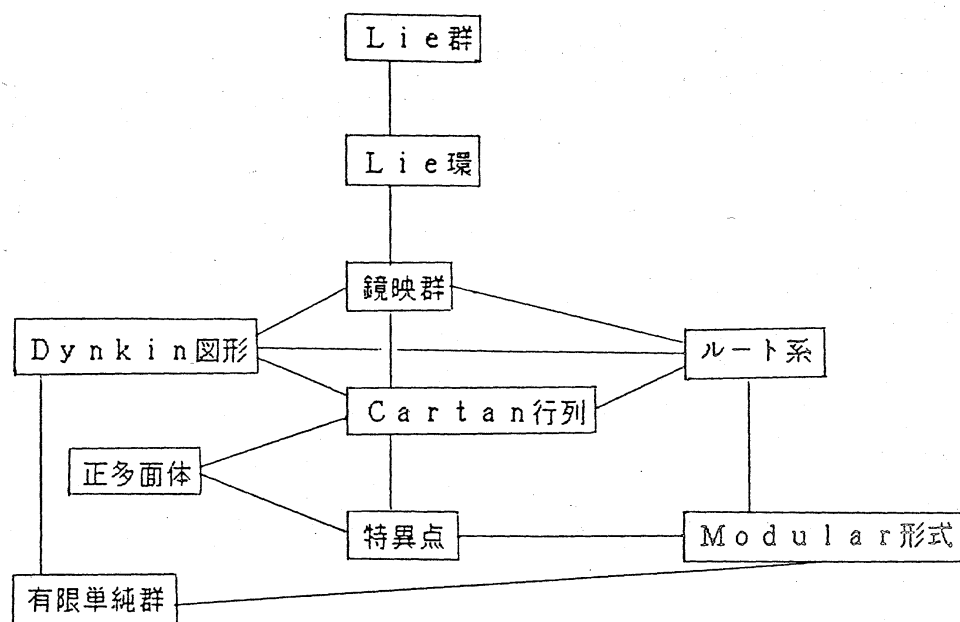 Lie群
Lie環
鏡映群
Dynkin図形
ルート系
Cartan行列
正多面体
特異点
Modular形式
有限単純群